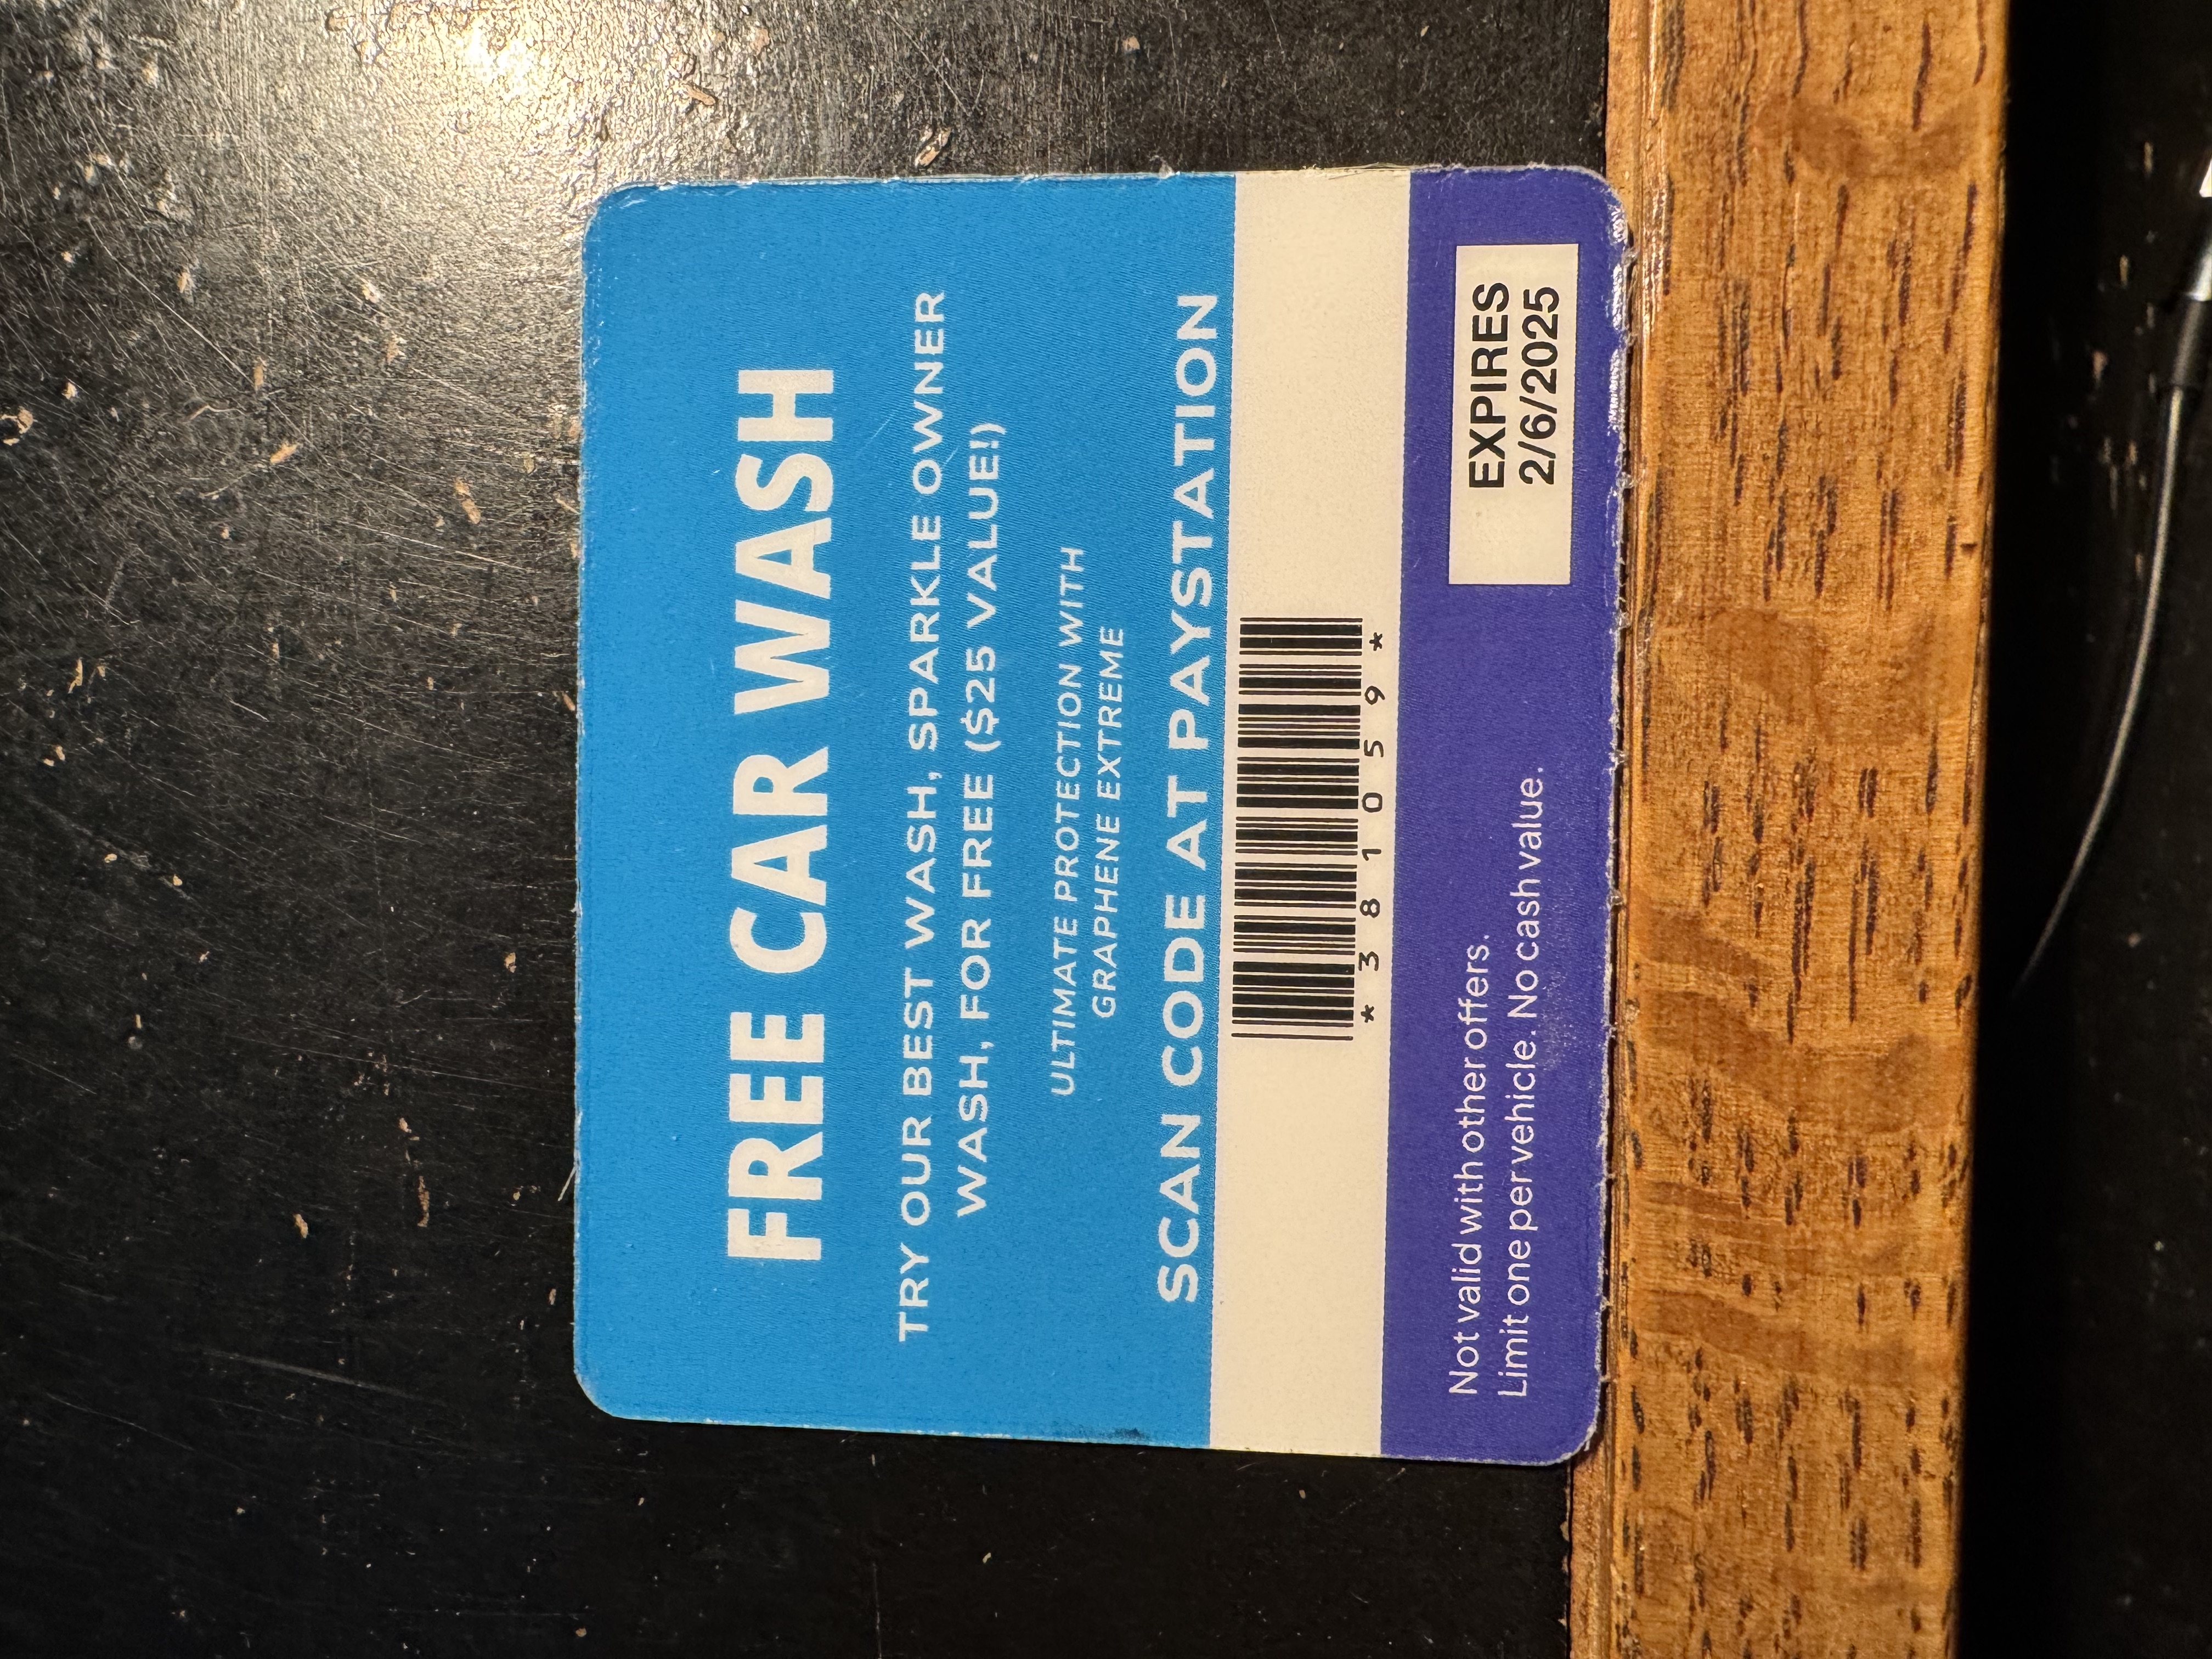 FREE CAR WASH
TRY OUR BEST WASH, SPARKLE OWNER
WASH, FOR FREE ($25 VALUE!)
ULTIMATE PROTECTION WITH
GRAPHENE EXTREME
SCAN CODE AT PAYSTATION
*381059*
Not valid with other offers.
Limit one per vehicle. No cash value.
EXPIRES
2/6/2025